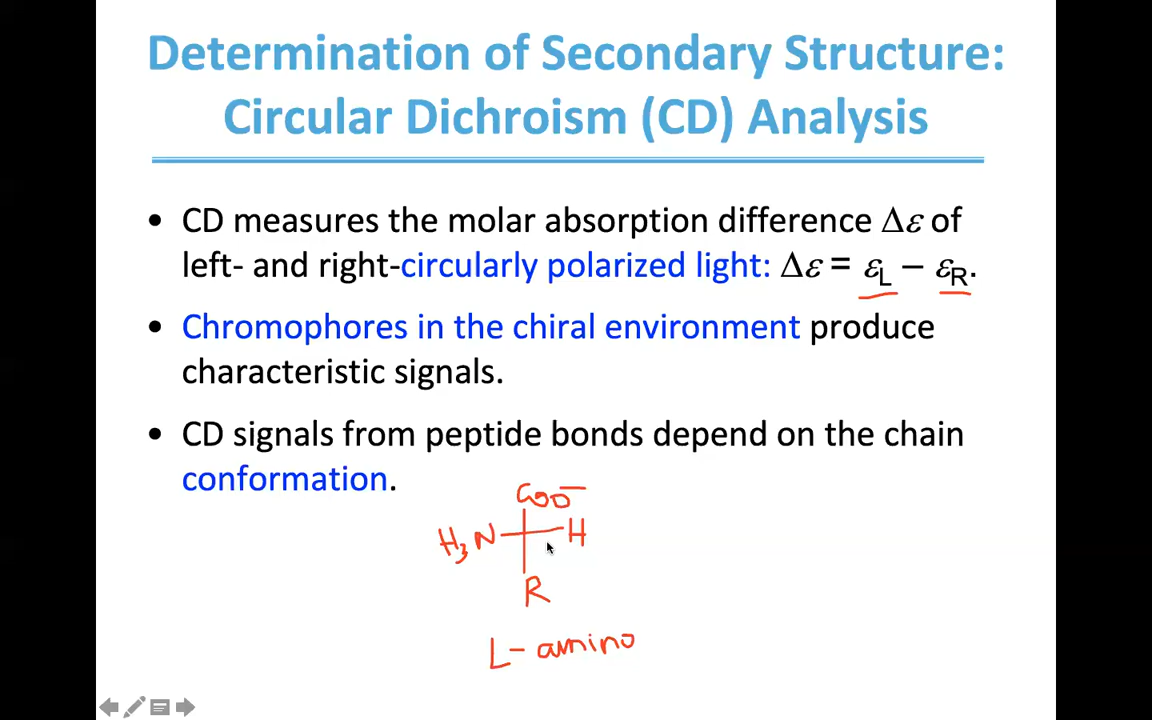 Determination of Secondary Structure:
Circular Dichroism (CD) Analysis
• CD measures the molar absorption difference Δε of
left- and right-circularly polarized light: Δε = εL − εR.
• Chromophores in the chiral environment produce
characteristic signals.
• CD signals from peptide bonds depend on the chain
conformation.
COO−
H3N H
R
L- amino